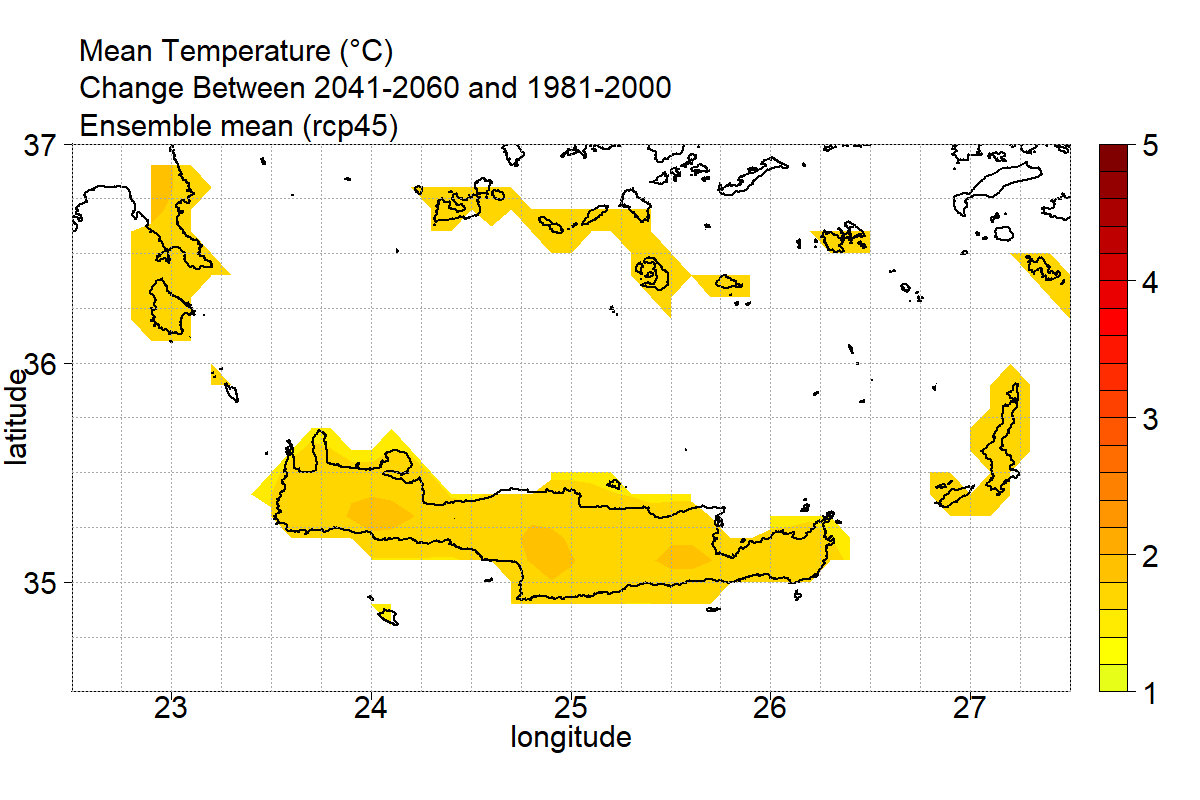 Mean Temperature (°C)
Change Between 2041-2060 and 1981-2000
Ensemble mean (rcp45)
37
36
35
latitude
23 24 25 26 27
longitude
5
4
3
2
1